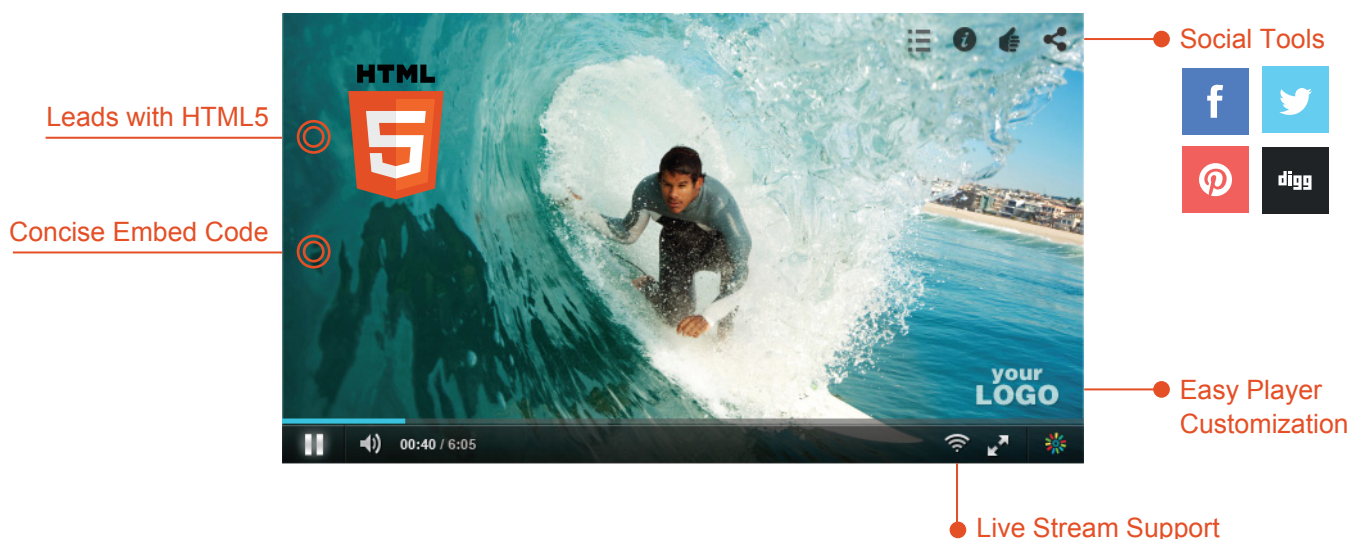 Social Tools
HTML
5
Leads with HTML5
f
digg
Concise Embed Code
your
LOGO
Easy Player
Customization
00:40 / 6:05
Live Stream Support